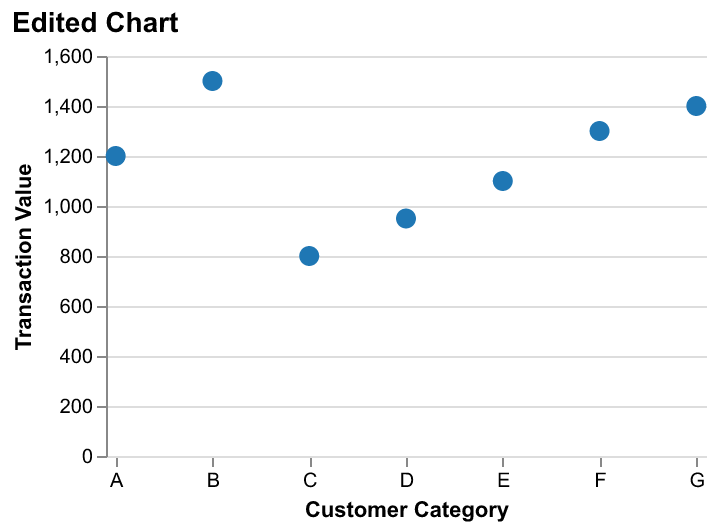 Edited Chart
1,600
1,400
1,200
1,000
800
600
400
200
0
Transaction Value
A B C D E F G
Customer Category